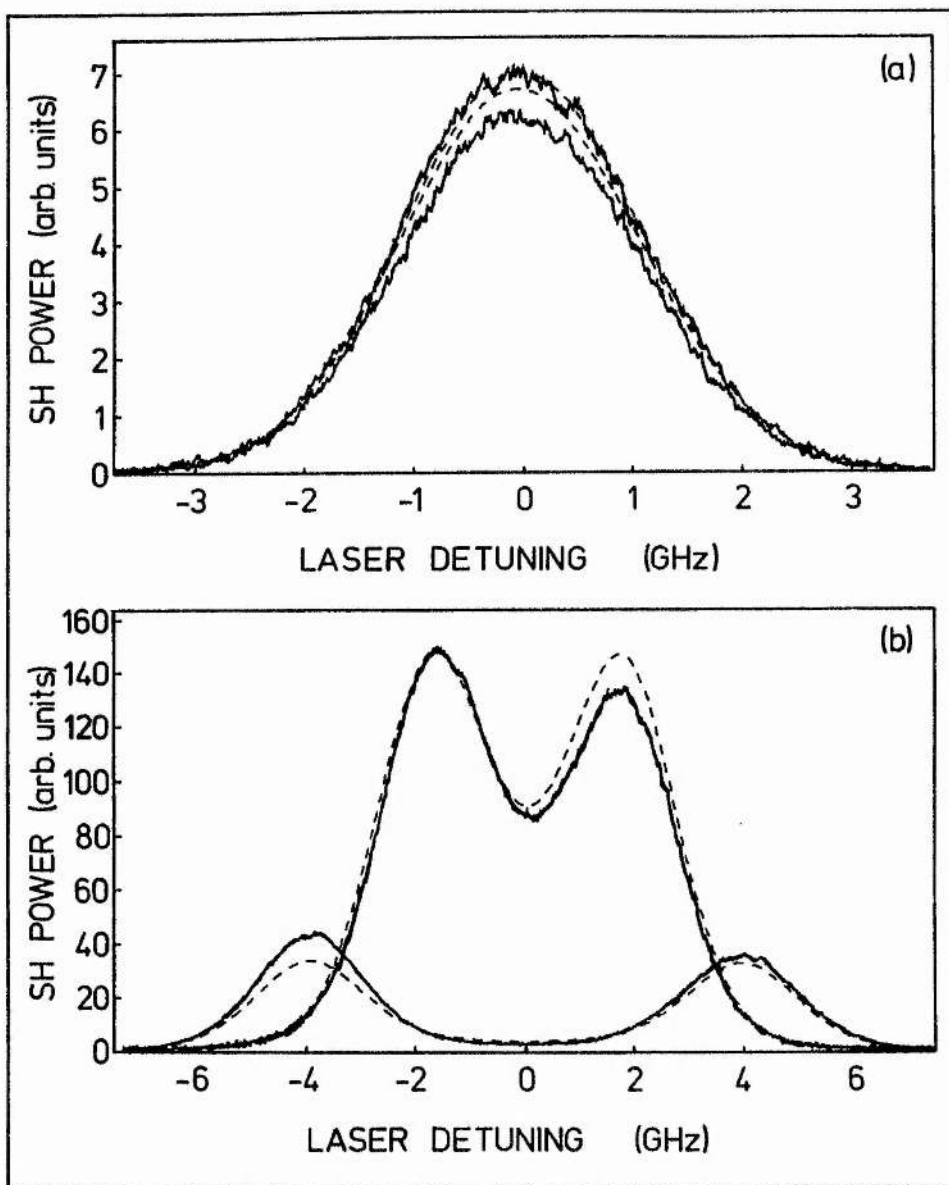 (a)
7
6
5
4
3
2
1
0
SH POWER (arb. units)
-3 -2 -1 0 1 2 3
LASER DETUNING (GHz)
(b)
160
140
120
100
80
60
40
20
0
SH POWER (arb. units)
-6 -4 -2 0 2 4 6
LASER DETUNING (GHz)